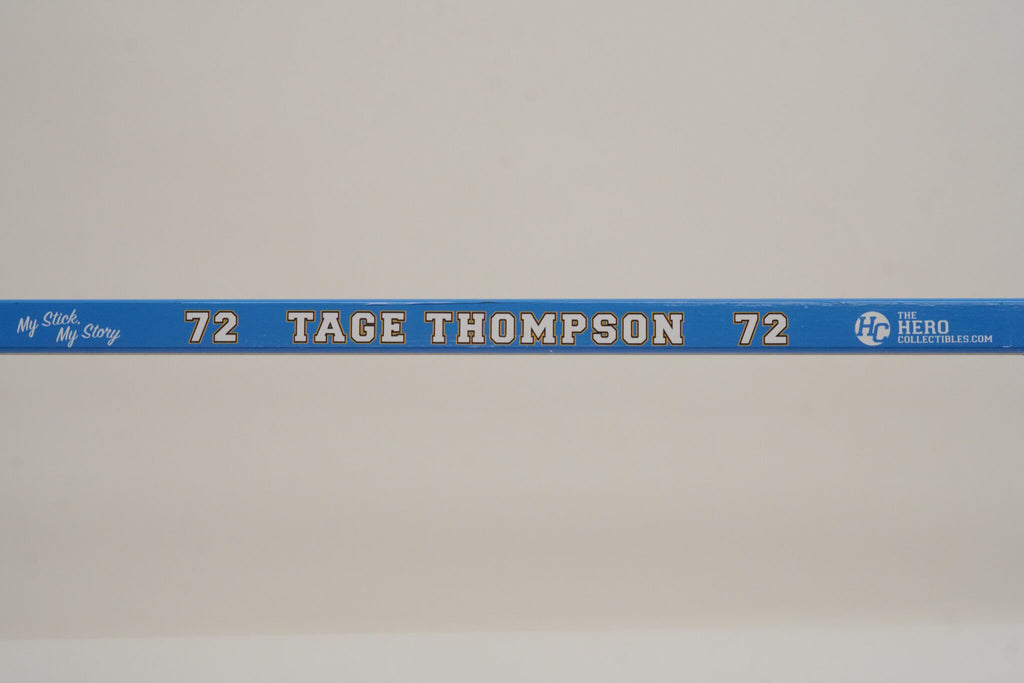 My Stick,
My Story
72 TAGE THOMPSON 72
HC
THE
HERO
COLLECTIBLES.COM